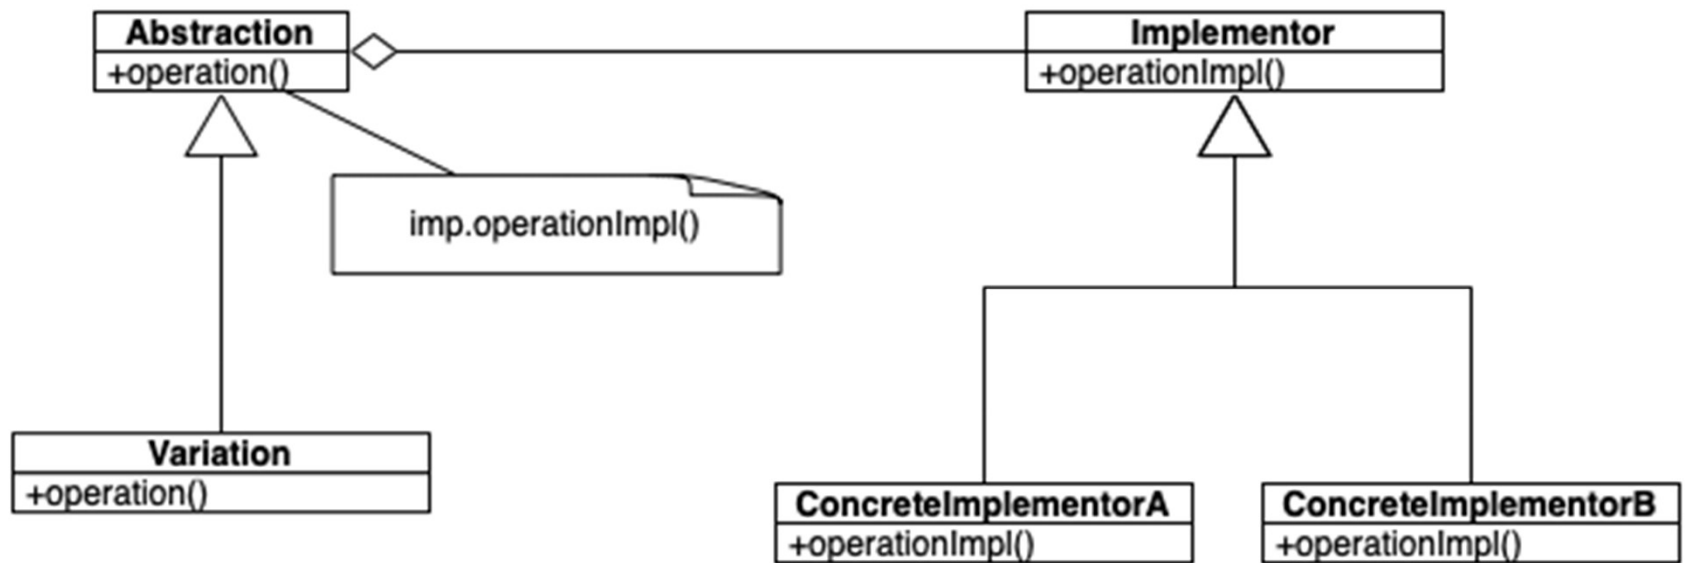 Abstraction
+operation()
Implementor
+operationImpl()
imp.operationImpl()
Variation
+operation()
ConcreteImplementorA
+operationImpl()
ConcreteImplementorB
+operationImpl()